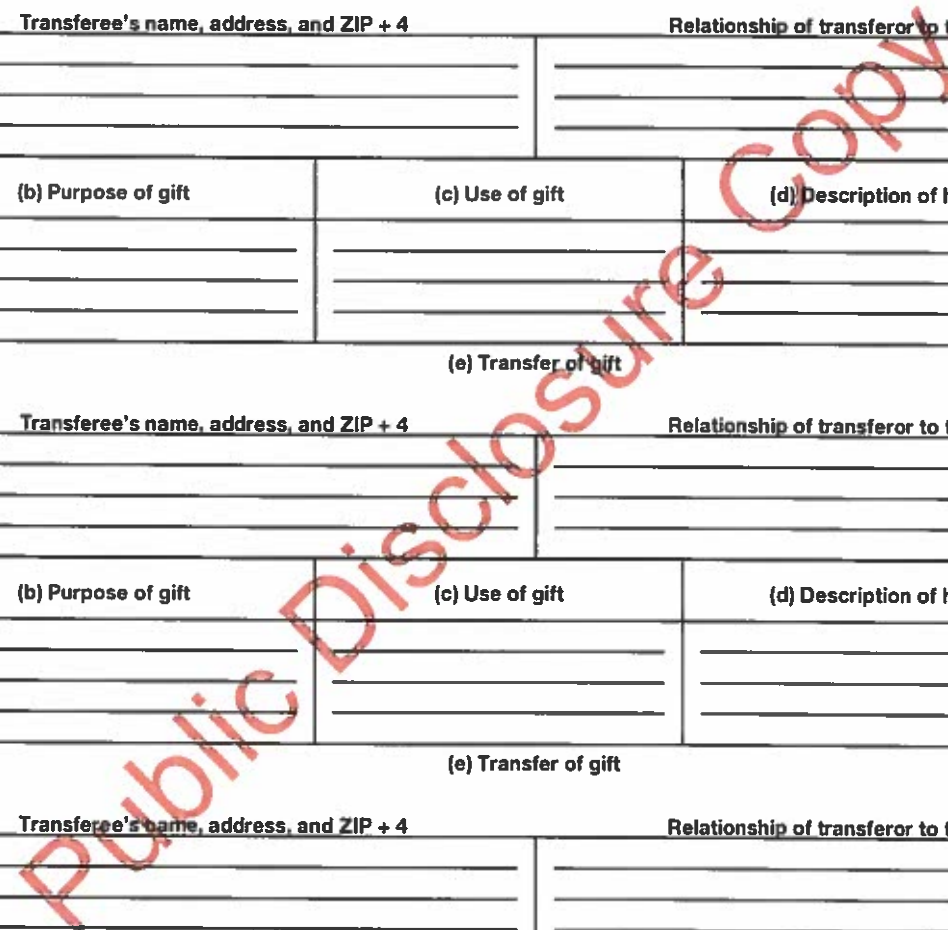 Transferee's name, address, and ZIP + 4 Relationship of transferor to
(b) Purpose of gift (c) Use of gift (d) Description of
(e) Transfer of gift
Transferee's name, address, and ZIP + 4 Relationship of transferor to
(b) Purpose of gift (c) Use of gift (d) Description of
(e) Transfer of gift
Transferee's name, address, and ZIP + 4 Relationship of transferor to
Public Disclosure Copy